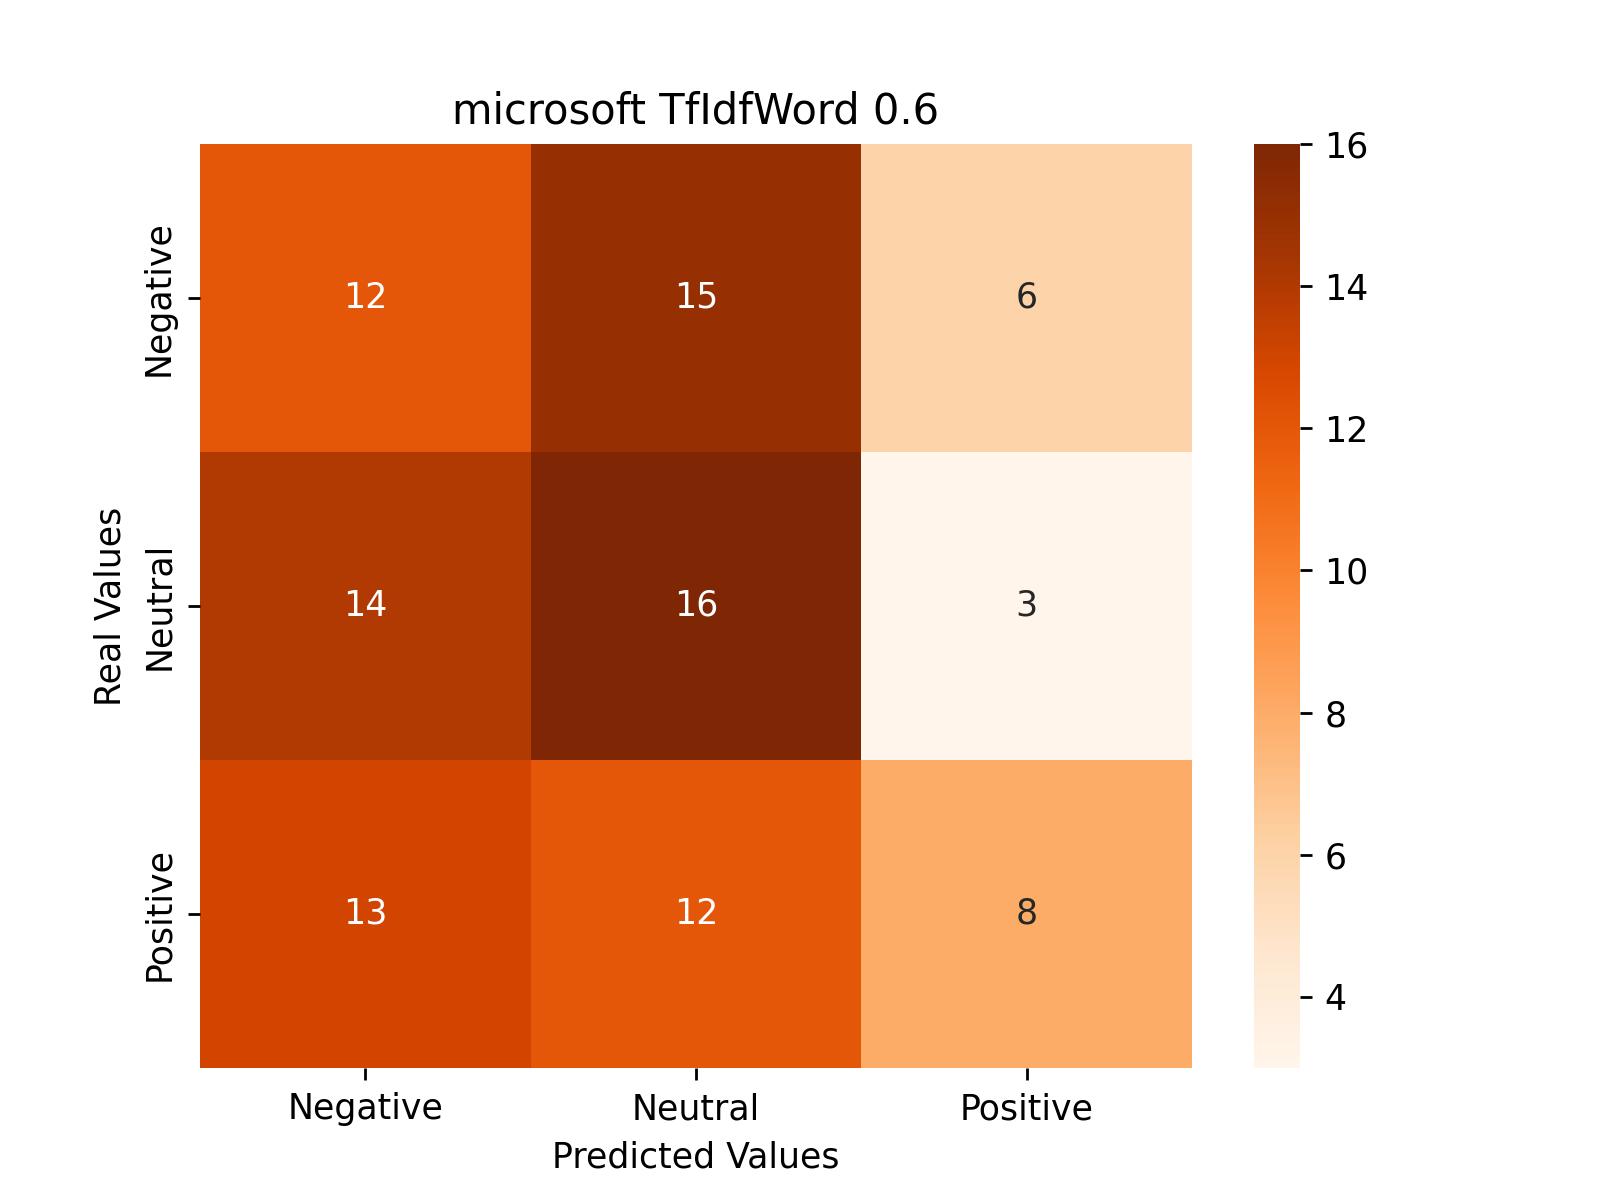 microsoft TfIdfWord 0.6
Real Values
Negative
12 15 6
Neutral
14 16 3
Positive
13 12 8
Negative Neutral Positive
Predicted Values
16
14
12
10
8
6
4